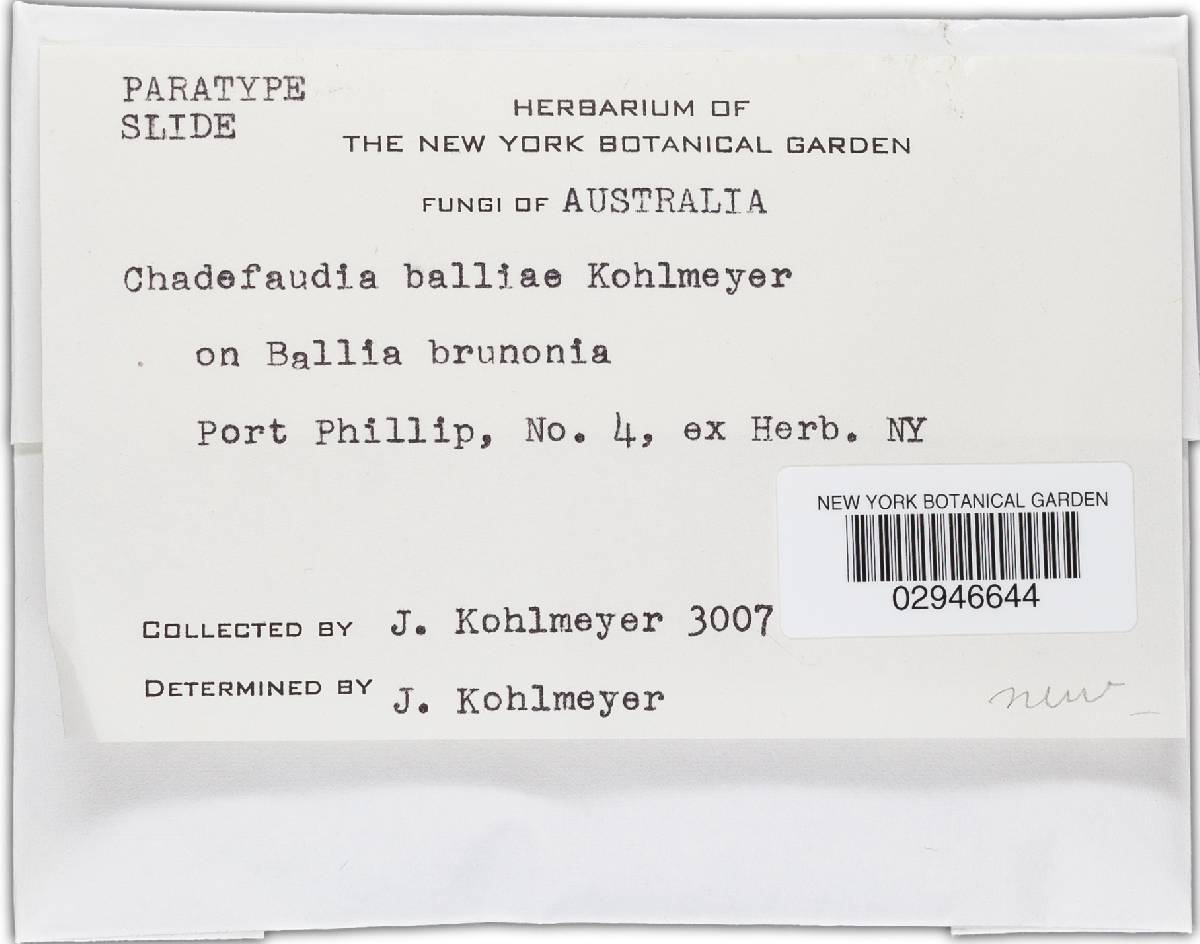 PARATYPE
SLIDE
HERBARIUM OF
THE NEW YORK BOTANICAL GARDEN
FUNGI OF AUSTRALIA
Chadefaudia balliae Kohlmeyer
on Ballia brunonia
Port Phillip, No. 4, ex Herb. NY
NEW YORK BOTANICAL GARDEN
02946644
COLLECTED BY J. Kohlmeyer 3007
DETERMINED BY J. Kohlmeyer
new